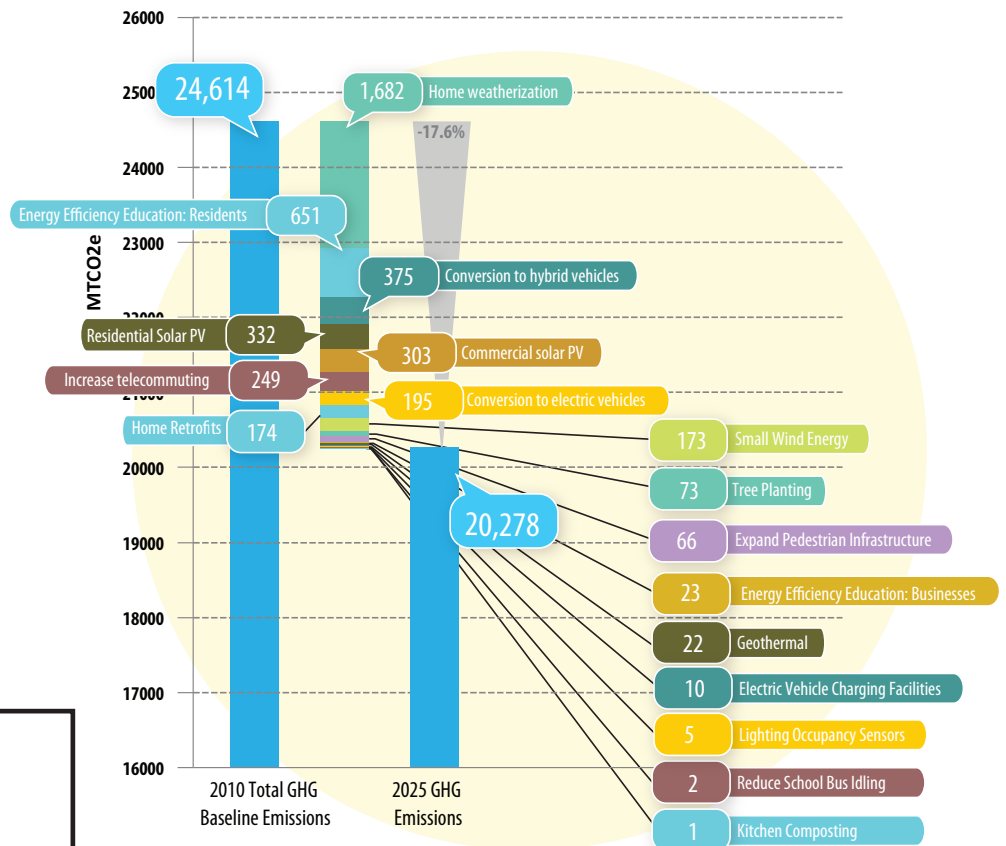 26000
25000
24,614
1,682 Home weatherization
-17.6%
24000
Energy Efficiency Education: Residents 651
23000
MTCO2e
375 Conversion to hybrid vehicles
22000
Residential Solar PV 332
303 Commercial solar PV
Increase telecommuting 249
21000
195 Conversion to electric vehicles
Home Retrofits 174
173 Small Wind Energy
20000
73 Tree Planting
20,278
66 Expand Pedestrian Infrastructure
19000
23 Energy Efficiency Education: Businesses
18000
22 Geothermal
10 Electric Vehicle Charging Facilities
17000
5 Lighting Occupancy Sensors
16000
2 Reduce School Bus Idling
1 Kitchen Composting
2010 Total GHG
Baseline Emissions
2025 GHG
Emissions